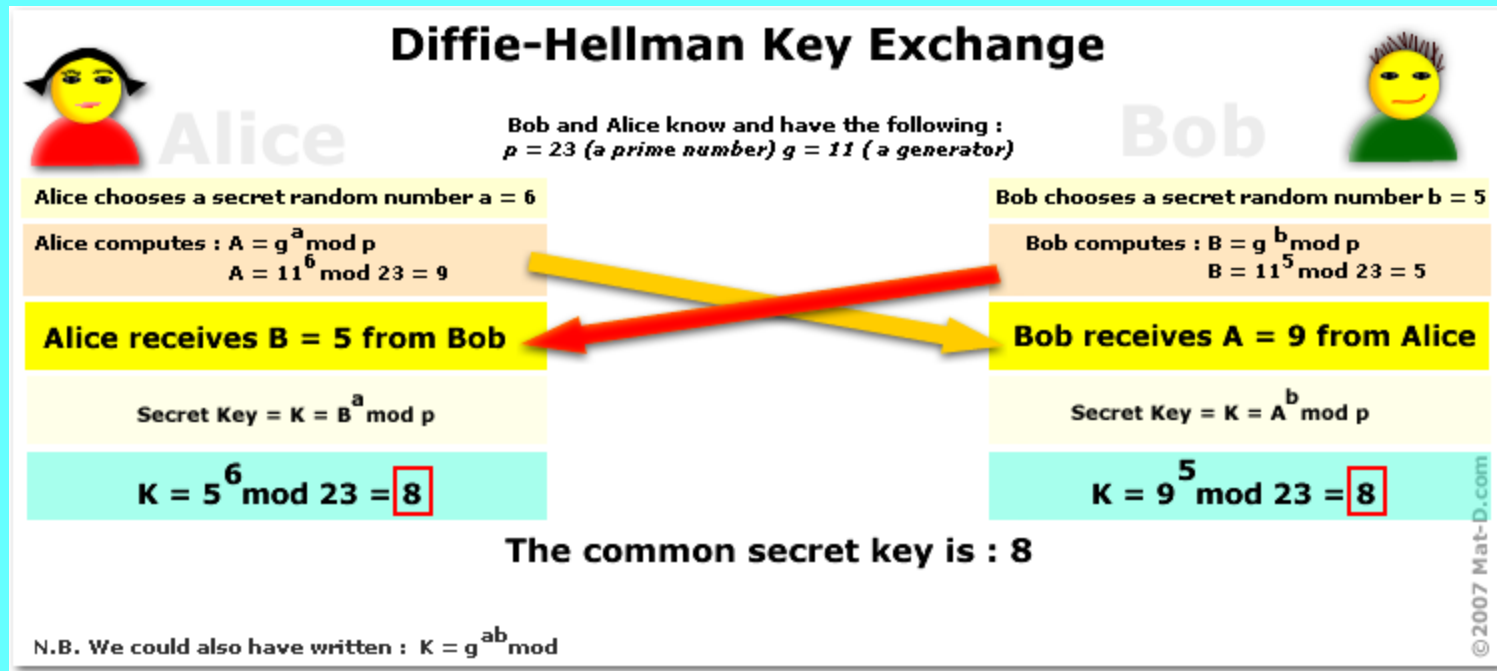 Diffie-Hellman Key Exchange
Alice
Bob
Bob and Alice know and have the following :
p = 23 (a prime number) g = 11 ( a generator)
Alice chooses a secret random number a = 6
Alice computes : A = g^a mod p
A = 11^6 mod 23 = 9
Alice receives B = 5 from Bob
Secret Key = K = B^a mod p
K = 5^6 mod 23 = 8
Bob chooses a secret random number b = 5
Bob computes : B = g^b mod p
B = 11^5 mod 23 = 5
Bob receives A = 9 from Alice
Secret Key = K = A^b mod p
K = 9^5 mod 23 = 8
The common secret key is : 8
N.B. We could also have written : K = g^ab mod
©2007 Mat-D.com